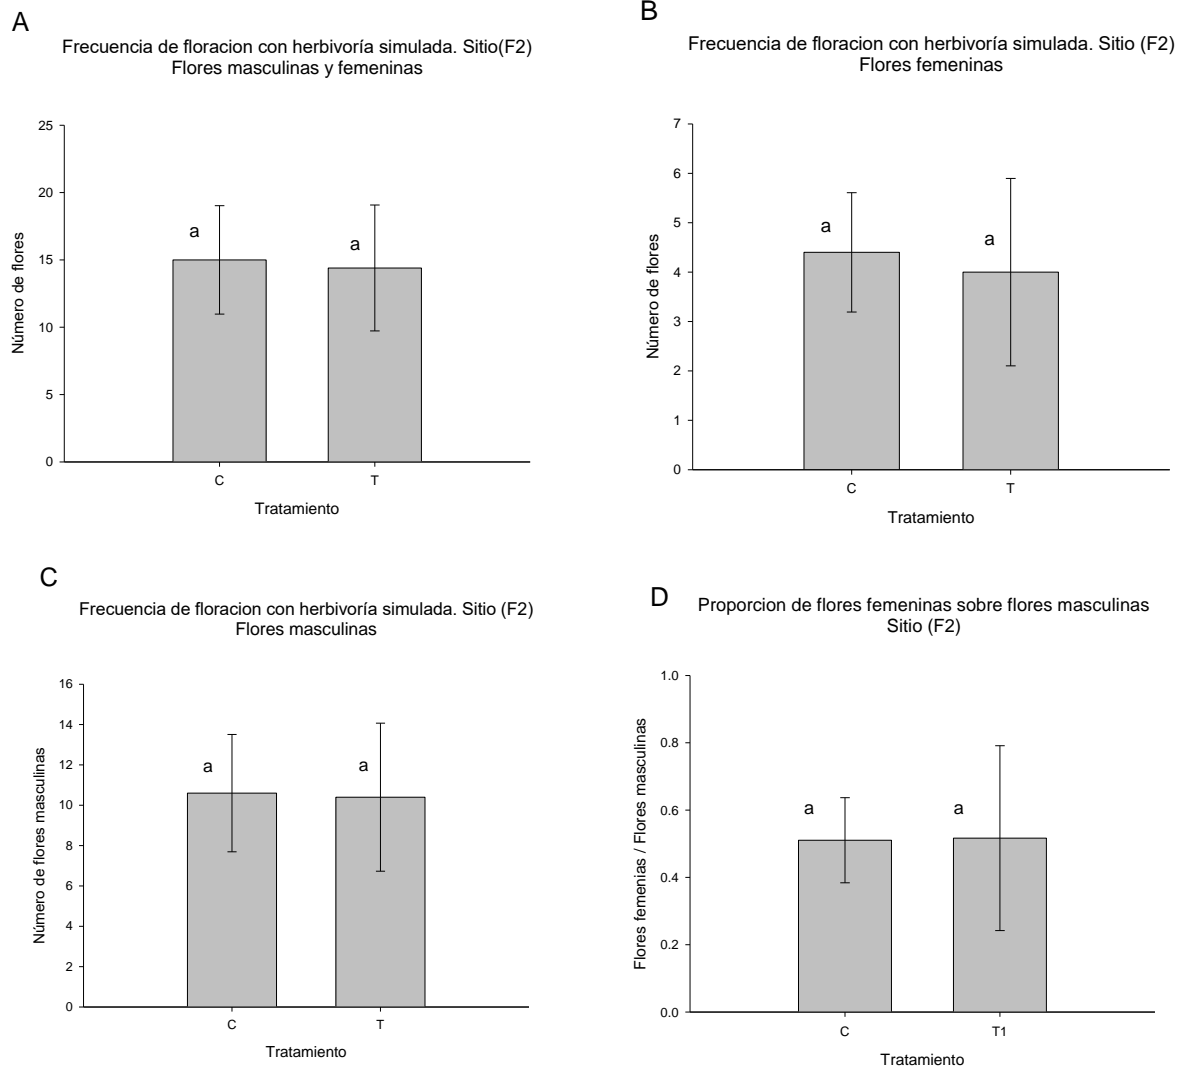 A
Frecuencia de floracion con herbivoría simulada. Sitio(F2)
Flores masculinas y femeninas
25
20
15
10
5
0
Número de flores
a
a
C
T
Tratamiento
B
Frecuencia de floracion con herbivoría simulada. Sitio (F2)
Flores femeninas
7
6
5
4
3
2
1
0
Número de flores
a
a
C
T
Tratamiento
C
Frecuencia de floracion con herbivoría simulada. Sitio (F2)
Flores masculinas
16
14
12
10
8
6
4
2
0
Número de flores masculinas
a
a
C
T
Tratamiento
D
Proporcion de flores femeninas sobre flores masculinas
Sitio (F2)
1.0
0.8
0.6
0.4
0.2
0.0
Flores femenias / Flores masculinas
a
a
C
T1
Tratamiento